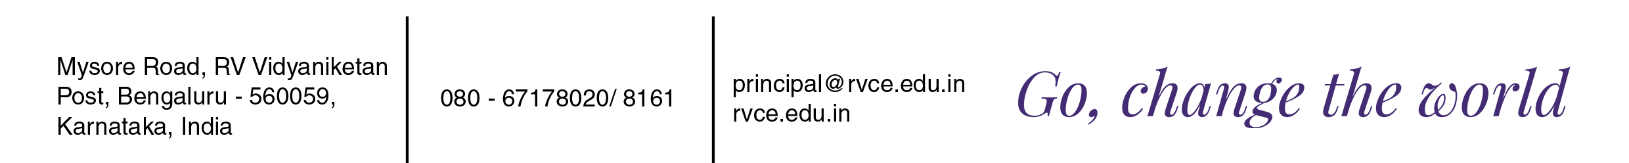 Mysore Road, RV Vidyaniketan
Post, Bengaluru - 560059,
Karnataka, India
080 - 67178020/ 8161
principal@rvce.edu.in
rvce.edu.in
Go, change the world